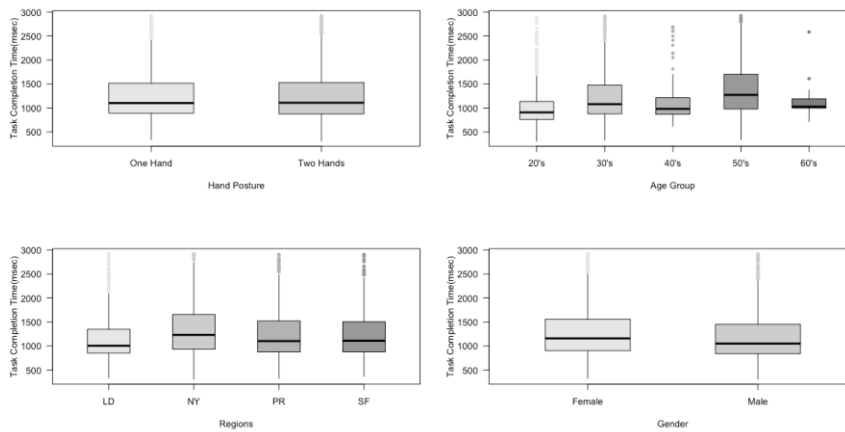 Task Completion Time(msec)
3000
2500
2000
1500
1000
500
One Hand Two Hands
Hand Posture
Task Completion Time(msec)
3000
2500
2000
1500
1000
500
20's 30's 40's 50's 60's
Age Group
Task Completion Time(msec)
3000
2500
2000
1500
1000
500
LD NY PR SF
Regions
Task Completion Time(msec)
3000
2500
2000
1500
1000
500
Female Male
Gender